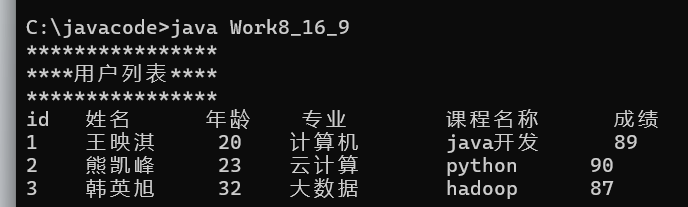 C:\javacode>java Work8_16_9
****************
****用户列表****
****************
id 姓名 年龄 专业 课程名称 成绩
1 王映淇 20 计算机 java开发 89
2 熊凯峰 23 云计算 python 90
3 韩英旭 32 大数据 hadoop 87